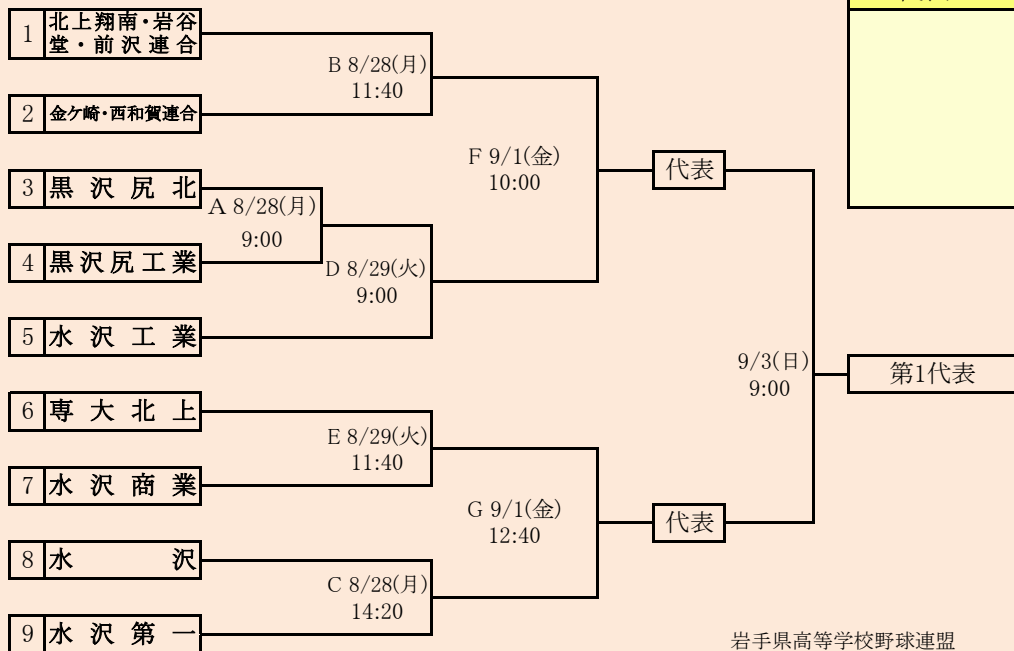 1 北上翔南・岩谷
堂・前沢連合
B 8/28(月)
11:40
2 金ケ崎・西和賀連合
F 9/1(金)
10:00
代表
3 黒沢尻北
A 8/28(月)
9:00
4 黒沢尻工業
D 8/29(火)
9:00
5 水沢工業
9/3(日)
9:00
第1代表
6 専大北上
E 8/29(火)
11:40
7 水沢商業
G 9/1(金)
12:40
代表
8 水沢
C 8/28(月)
14:20
9 水沢第一
岩手県高等学校野球連盟